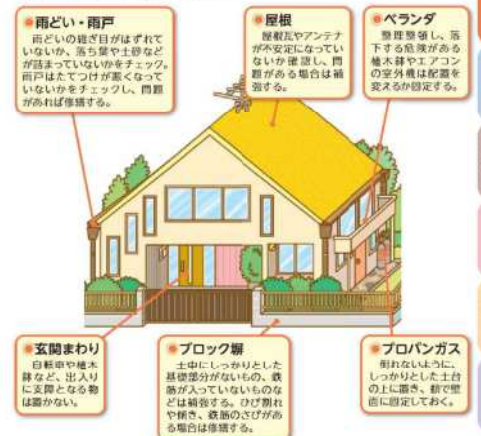 雨どい・雨戸
雨どいの継ぎ目がはずれて
いないか、落ち葉や土砂など
が詰まっていないかをチェック。
雨戸はたてつけが悪くなって
いないかをチェックし、問題
があれば修繕する。
屋根
屋根瓦やアンテナ
が不安定になってい
ないか確認し、問
題がある場合は補
強する。
ベランダ
整理整頓し、落
下する危険がある
植木鉢やエアコン
の室外機は配置を
変えるか固定する。
玄関まわり
自転車や植木
鉢など、出入り
に支障となる物
は置かない。
ブロック塀
土中にしっかりとした
基礎部分がないもの、鉄
筋が入っていないものな
どは補強する。ひび割れ
や傾き、鉄筋のさびがあ
る場合は修繕する。
プロパンガス
倒れないように、
しっかりとした土台
の上に置き、鎖で壁
面に固定しておく。